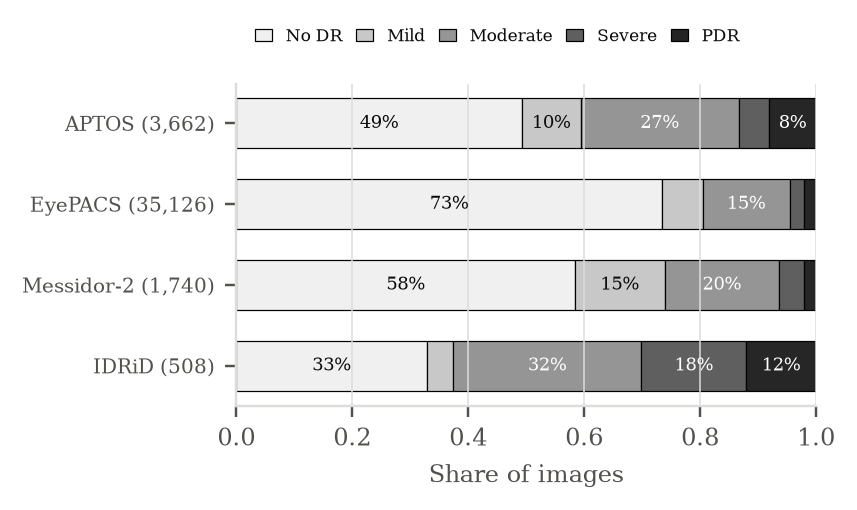 No DR Mild Moderate Severe PDR
APTOS (3,662) 49% 10% 27% 8%
EyePACS (35,126) 73% 15%
Messidor-2 (1,740) 58% 15% 20%
IDRiD (508) 33% 32% 18% 12%
0.0 0.2 0.4 0.6 0.8 1.0
Share of images